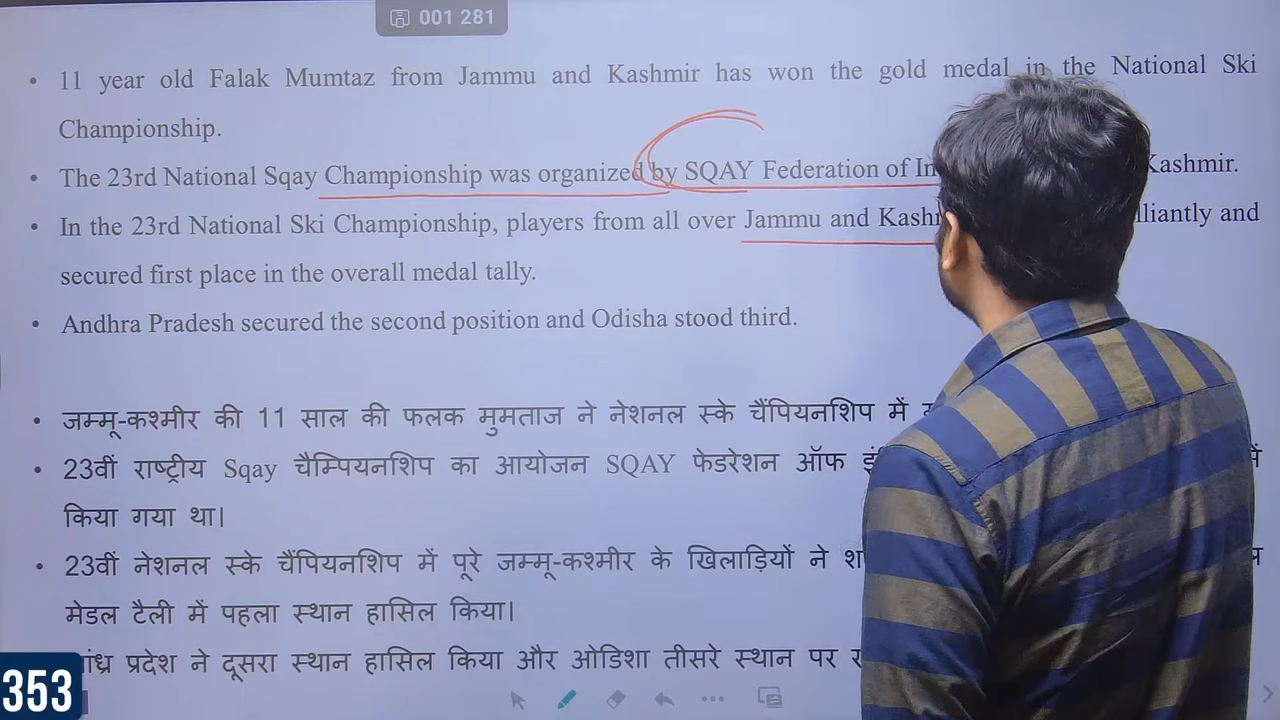 001 281
• 11 year old Falak Mumtaz from Jammu and Kashmir has won the gold medal in the National Ski
Championship.
• The 23rd National Sqay Championship was organized by SQAY Federation of In Kashmir.
• In the 23rd National Ski Championship, players from all over Jammu and Kashm lliantly and
secured first place in the overall medal tally.
• Andhra Pradesh secured the second position and Odisha stood third.
• जम्मू-कश्मीर की 11 साल की फलक मुमताज ने नेशनल स्के चैंपियनशिप में
• 23वीं राष्ट्रीय Sqay चैम्पियनशिप का आयोजन SQAY फेडरेशन ऑफ में
किया गया था।
• 23वीं नेशनल स्के चैंपियनशिप में पूरे जम्मू-कश्मीर के खिलाड़ियों ने
मेडल टैली में पहला स्थान हासिल किया।
ांध्र प्रदेश ने दूसरा स्थान हासिल किया और ओडिशा तीसरे स्थान पर
353